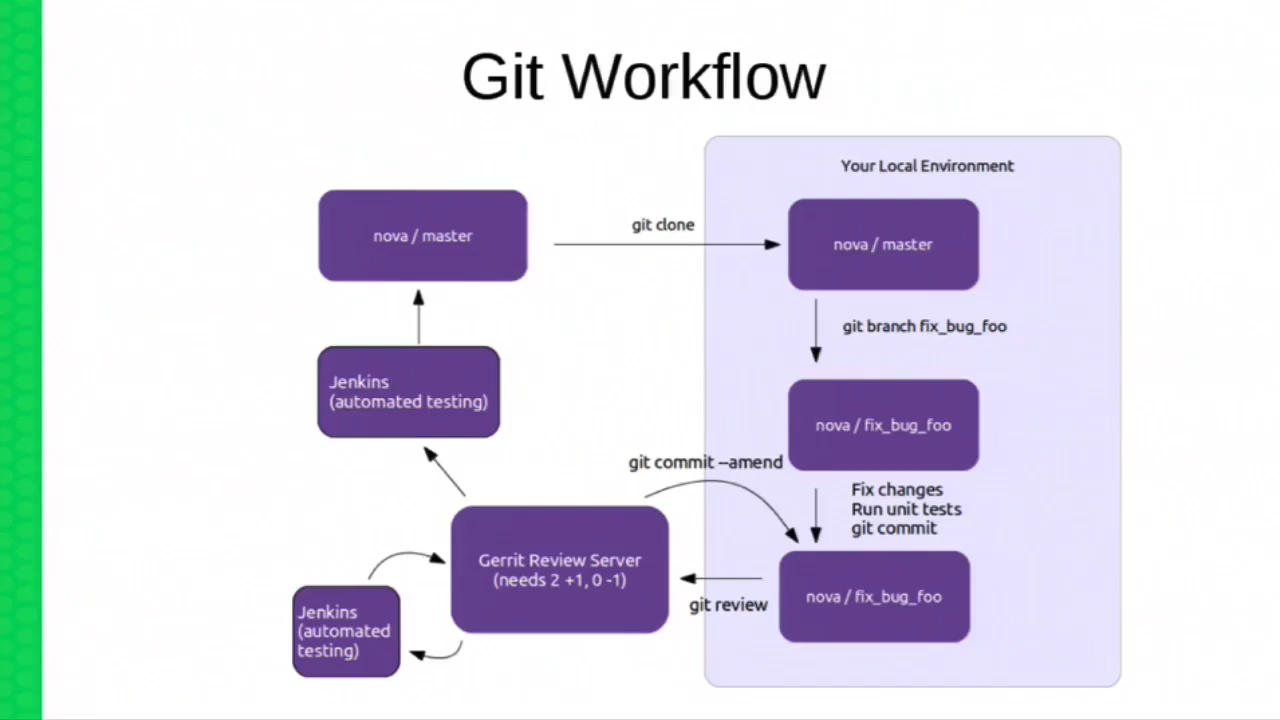 Git Workflow
Your Local Environment
nova / master
git clone
nova / master
git branch fix_bug_foo
Jenkins
(automated testing)
nova / fix_bug_foo
git commit --amend
Fix changes
Run unit tests
git commit
Gerrit Review Server
(needs 2 +1, 0 -1)
git review
nova / fix_bug_foo
Jenkins
(automated
testing)